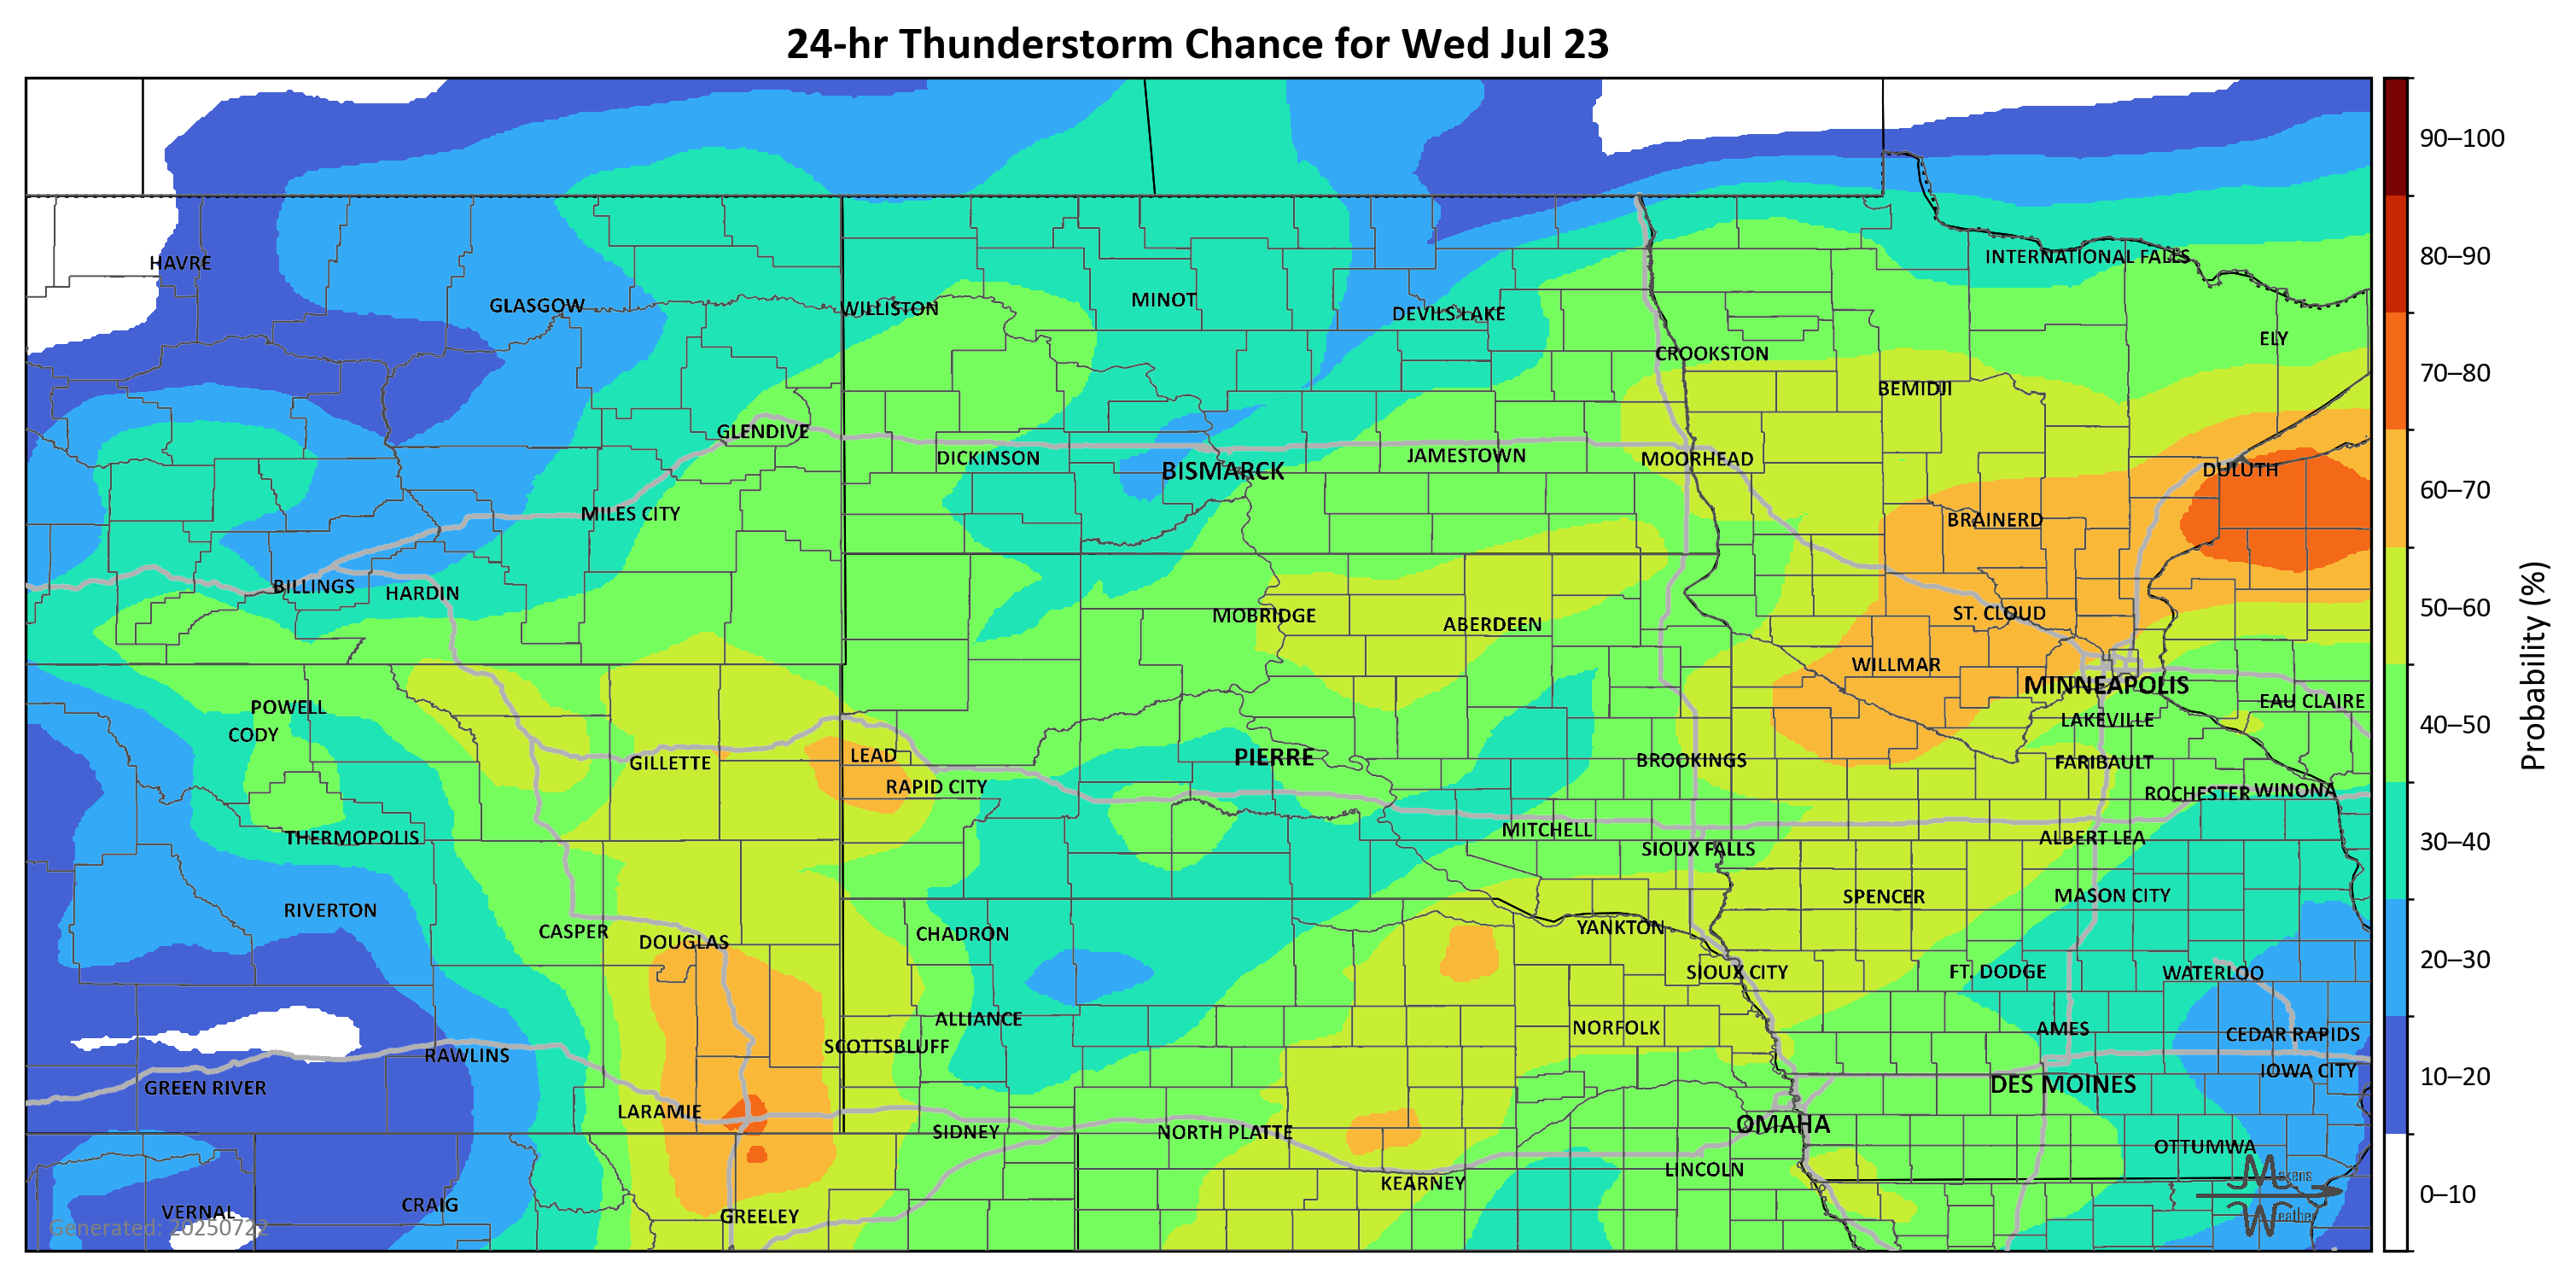 24-hr Thunderstorm Chance for Wed Jul 23
90–100
80–90
70–80
60–70
50–60
40–50
30–40
20–30
10–20
0–10
Probability (%)
HAVRE
INTERNATIONAL FALLS
GLASGOW
WILLISTON
MINOT
DEVILS LAKE
ELY
CROOKSTON
BEMIDJI
GLENDIVE
DICKINSON
BISMARCK
JAMESTOWN
MOORHEAD
DULUTH
MILES CITY
BRAINERD
BILLINGS
HARDIN
MOBRIDGE
ABERDEEN
ST. CLOUD
WILLMAR
MINNEAPOLIS
EAU CLAIRE
POWELL
CODY
LAKEVILLE
GILLETTE
LEAD
PIERRE
BROOKINGS
FARIBAULT
RAPID CITY
ROCHESTER
WINONA
THERMOPOLIS
MITCHELL
ALBERT LEA
SIOUX FALLS
RIVERTON
SPENCER
MASON CITY
CASPER
DOUGLAS
CHADRON
YANKTON
SIOUX CITY
FT. DODGE
WATERLOO
ALLIANCE
NORFOLK
AMES
CEDAR RAPIDS
SCOTTSBLUFF
RAWLINS
IOWA CITY
GREEN RIVER
DES MOINES
LARAMIE
OMAHA
SIDNEY
NORTH PLATTE
OTTUMWA
LINCOLN
KEARNEY
CRAIG
VERNAL
GREELEY
Generated: 20250722
Makens
Weather